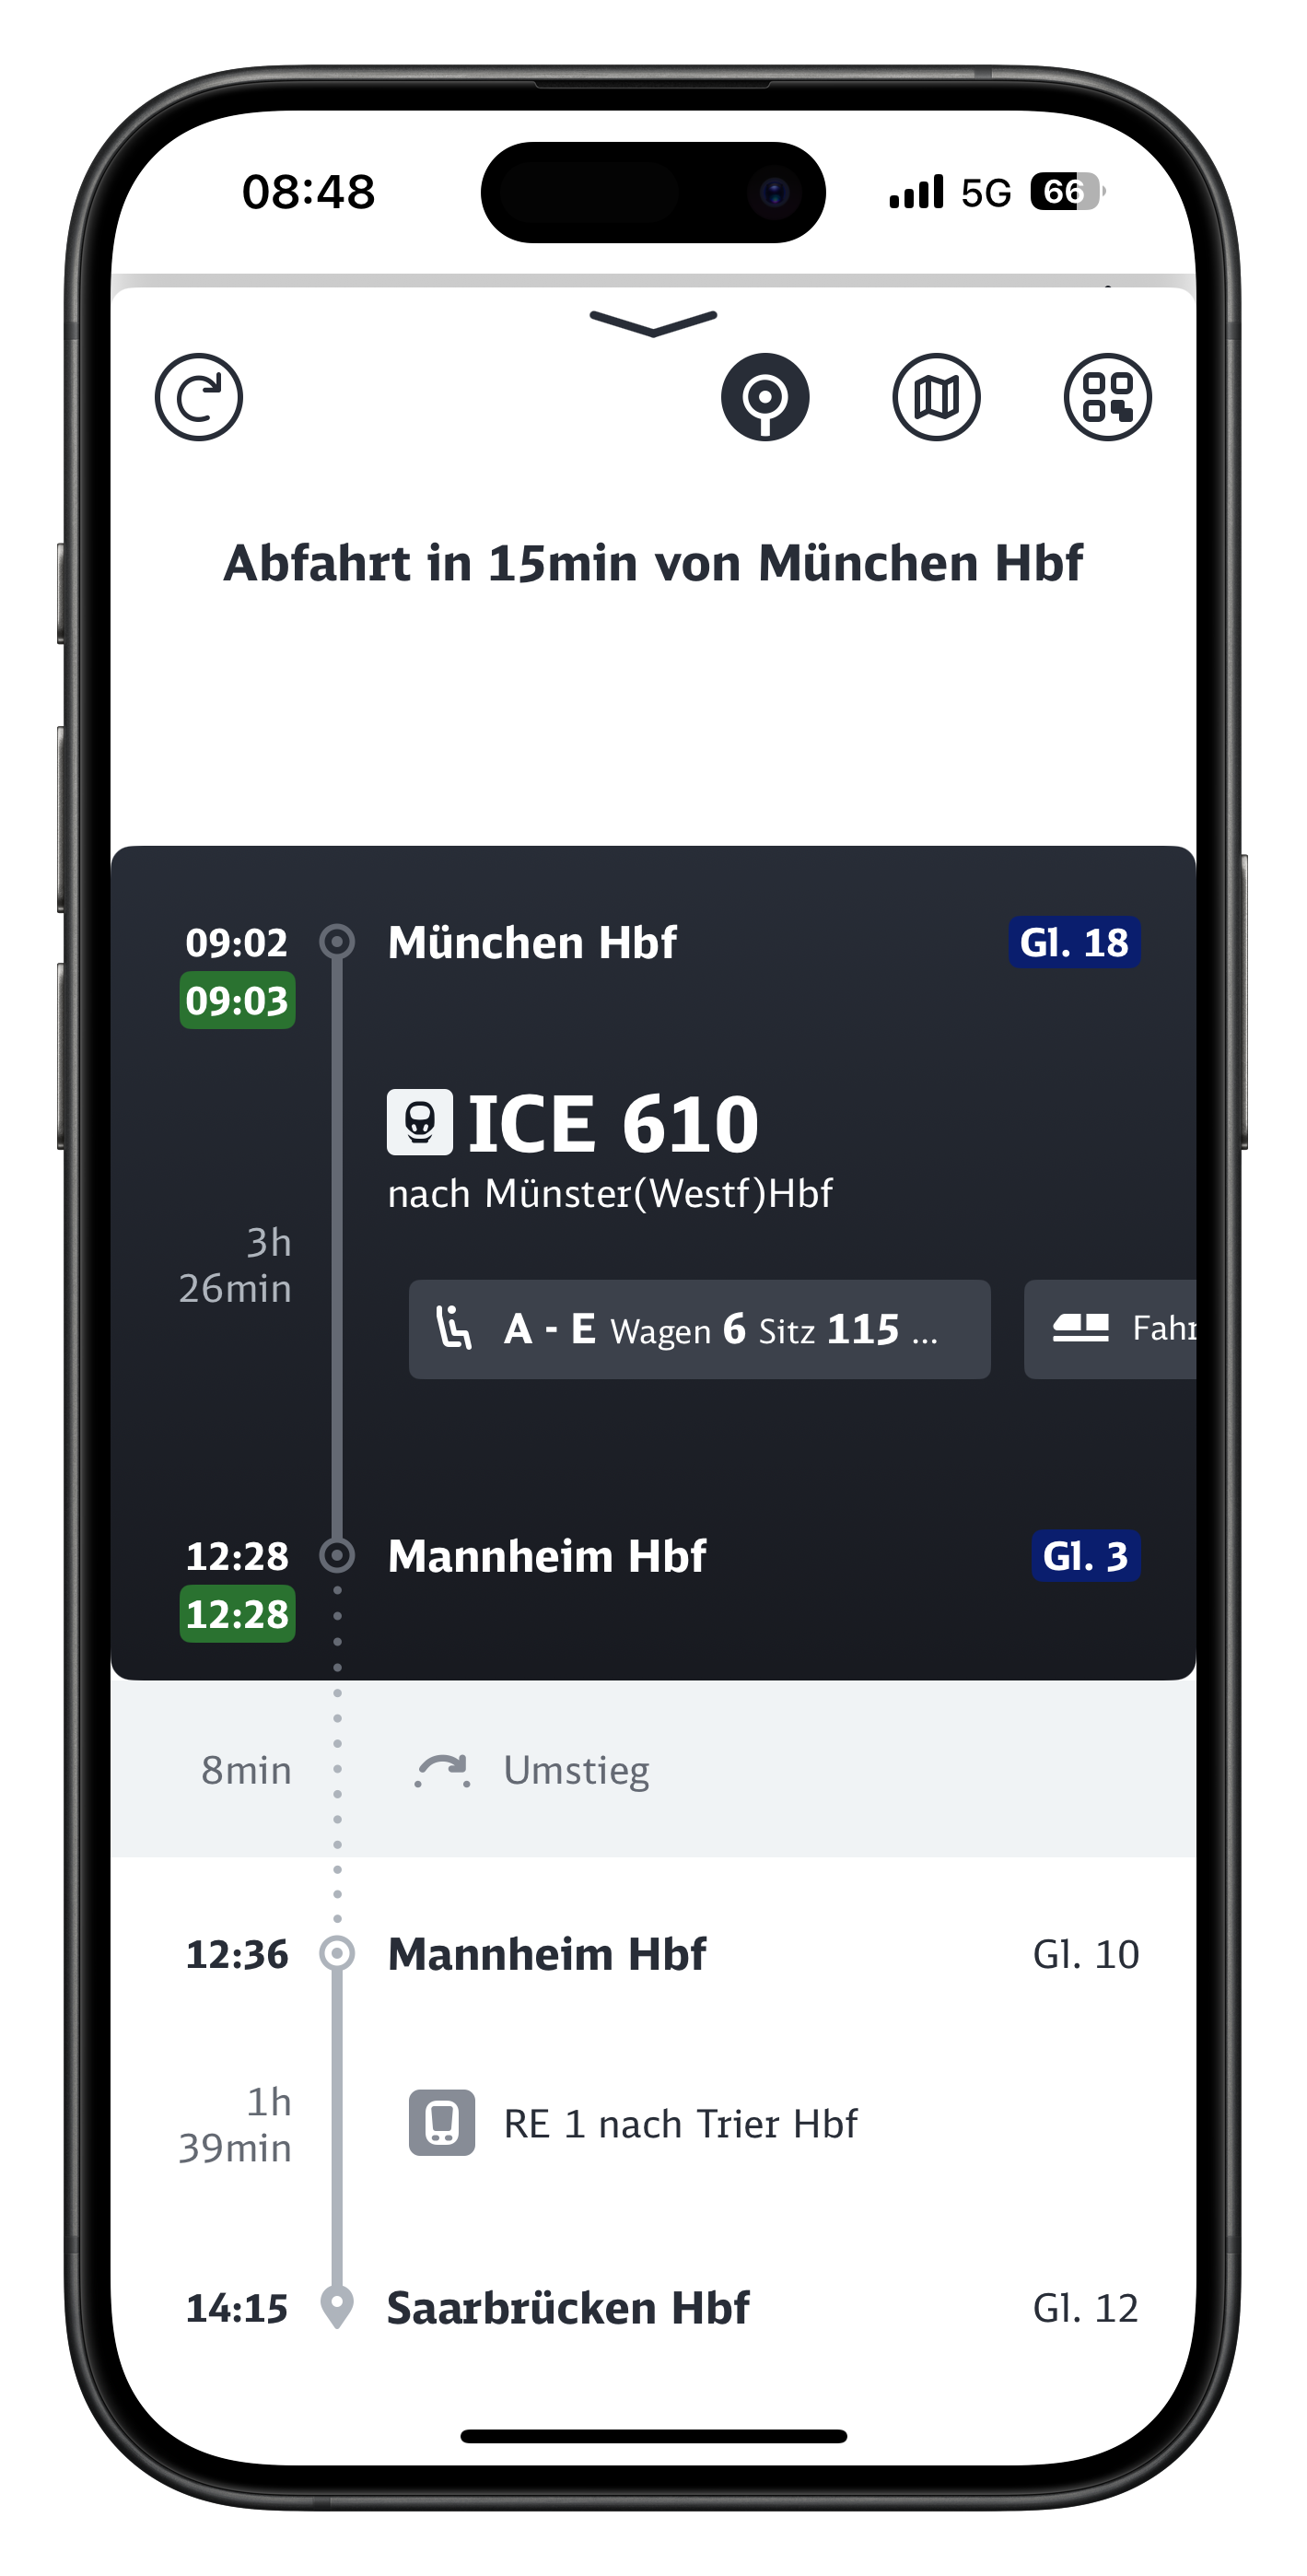 08:48 5G 66
Abfahrt in 15min von München Hbf
09:02 München Hbf Gl. 18
09:03
ICE 610
nach Münster(Westf)Hbf
3h
26min
A - E Wagen 6 Sitz 115 ...
12:28 Mannheim Hbf Gl. 3
12:28
8min Umstieg
12:36 Mannheim Hbf Gl. 10
1h
39min
RE 1 nach Trier Hbf
14:15 Saarbrücken Hbf Gl. 12